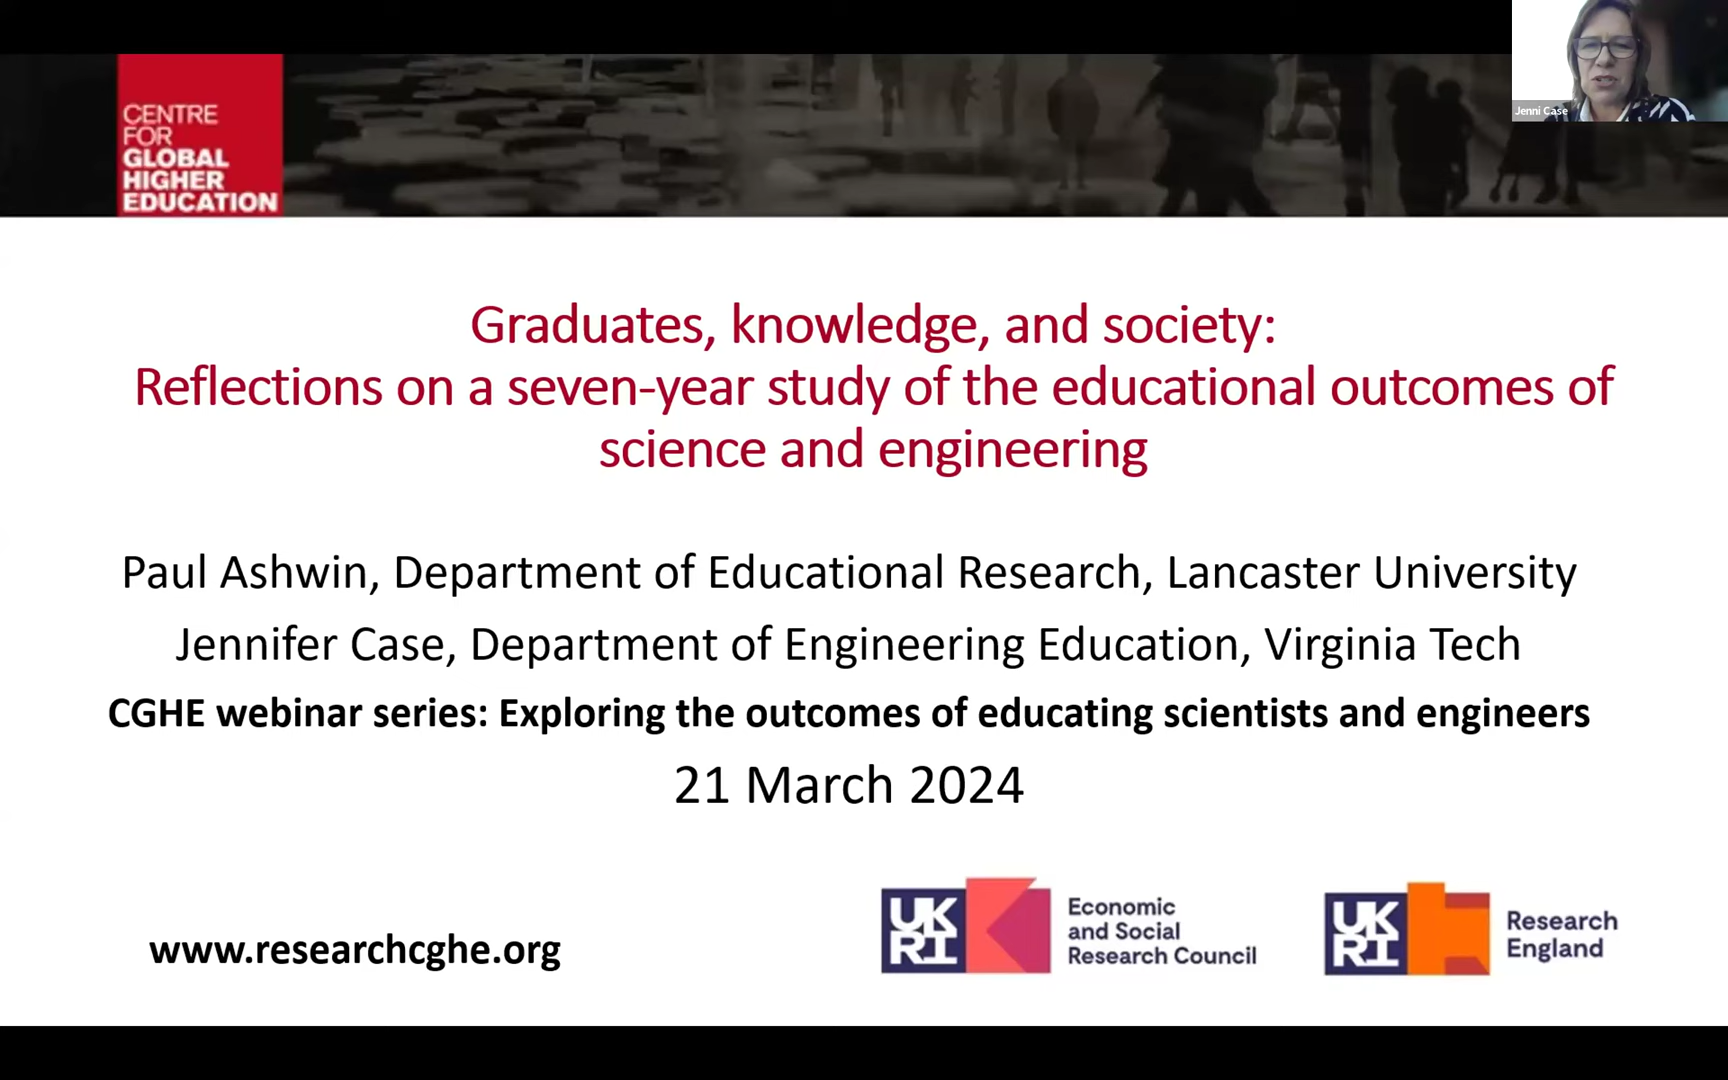 Jenni Case
CENTRE
FOR
GLOBAL
HIGHER
EDUCATION
Graduates, knowledge, and society:
Reflections on a seven-year study of the educational outcomes of
science and engineering
Paul Ashwin, Department of Educational Research, Lancaster University
Jennifer Case, Department of Engineering Education, Virginia Tech
CGHE webinar series: Exploring the outcomes of educating scientists and engineers
21 March 2024
www.researchcghe.org
UK
RI
Economic
and Social
Research Council
UK
RI
Research
England